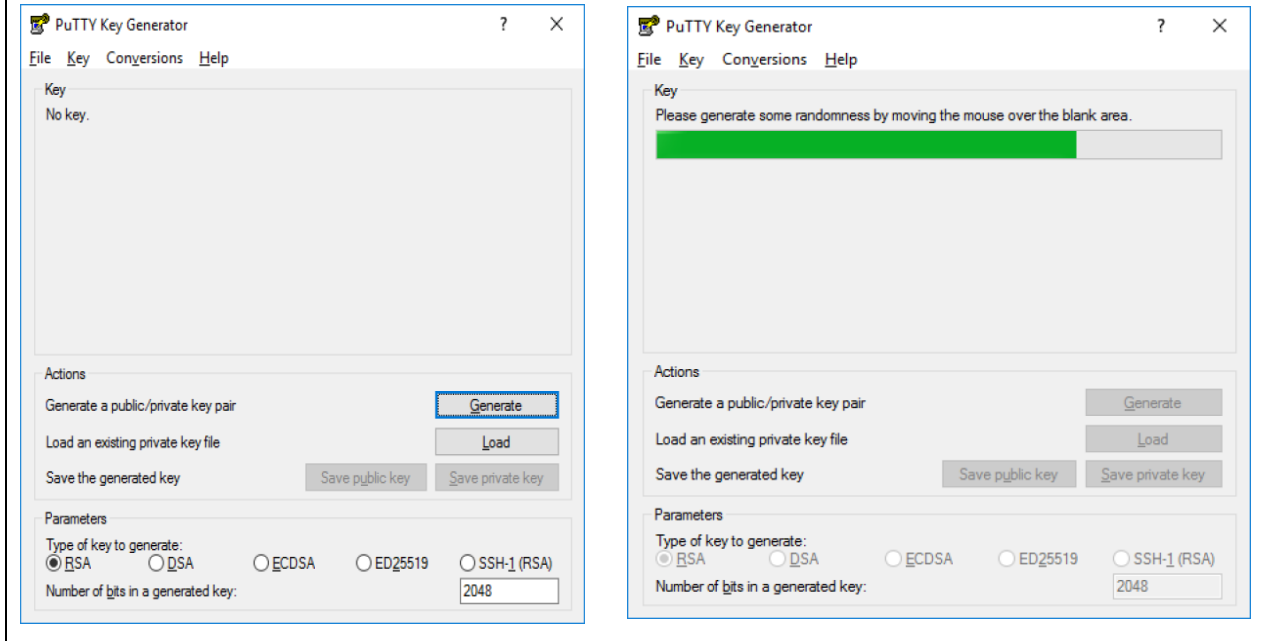 PuTTY Key Generator
?
File Key Conversions Help
Key
No key.
Actions
Generate a public/private key pair
Generate
Load an existing private key file
Load
Save the generated key
Save public key
Save private key
Parameters
Type of key to generate:
RSA
DSA
ECDSA
ED25519
SSH-1 (RSA)
Number of bits in a generated key:
2048
PuTTY Key Generator
?
File Key Conversions Help
Key
Please generate some randomness by moving the mouse over the blank area.
Actions
Generate a public/private key pair
Generate
Load an existing private key file
Load
Save the generated key
Save public key
Save private key
Parameters
Type of key to generate:
RSA
DSA
ECDSA
ED25519
SSH-1 (RSA)
Number of bits in a generated key:
2048